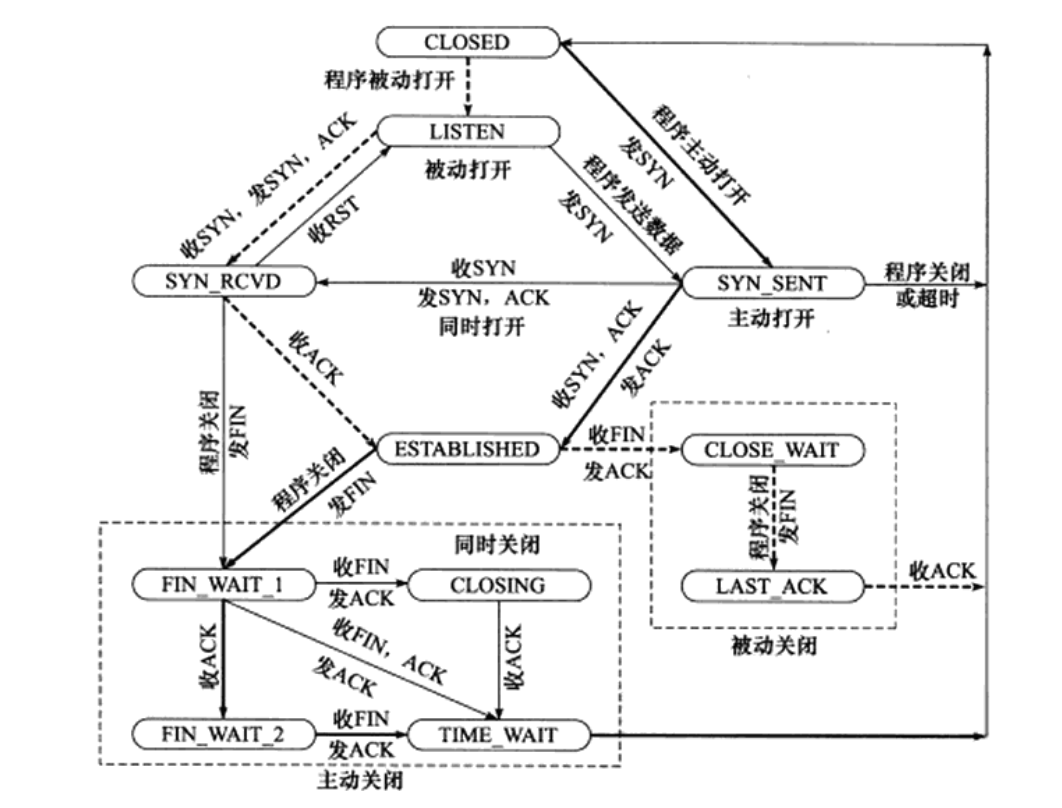 CLOSED
程序被动打开
LISTEN
被动打开
收SYN，发SYN，ACK
收RST
程序发送数据
发SYN
程序主动打开
发SYN
SYN_RCVD
收SYN
发SYN，ACK
同时打开
SYN_SENT
主动打开
程序关闭
或超时
收ACK
收SYN，ACK
发ACK
程序关闭
发FIN
ESTABLISHED
收FIN
发ACK
CLOSE_WAIT
程序关闭
发FIN
程序关闭
发FIN
LAST_ACK
收ACK
被动关闭
同时关闭
FIN_WAIT_1
收FIN
发ACK
CLOSING
收ACK
收FIN，ACK
发ACK
收ACK
FIN_WAIT_2
收FIN
发ACK
TIME_WAIT
主动关闭